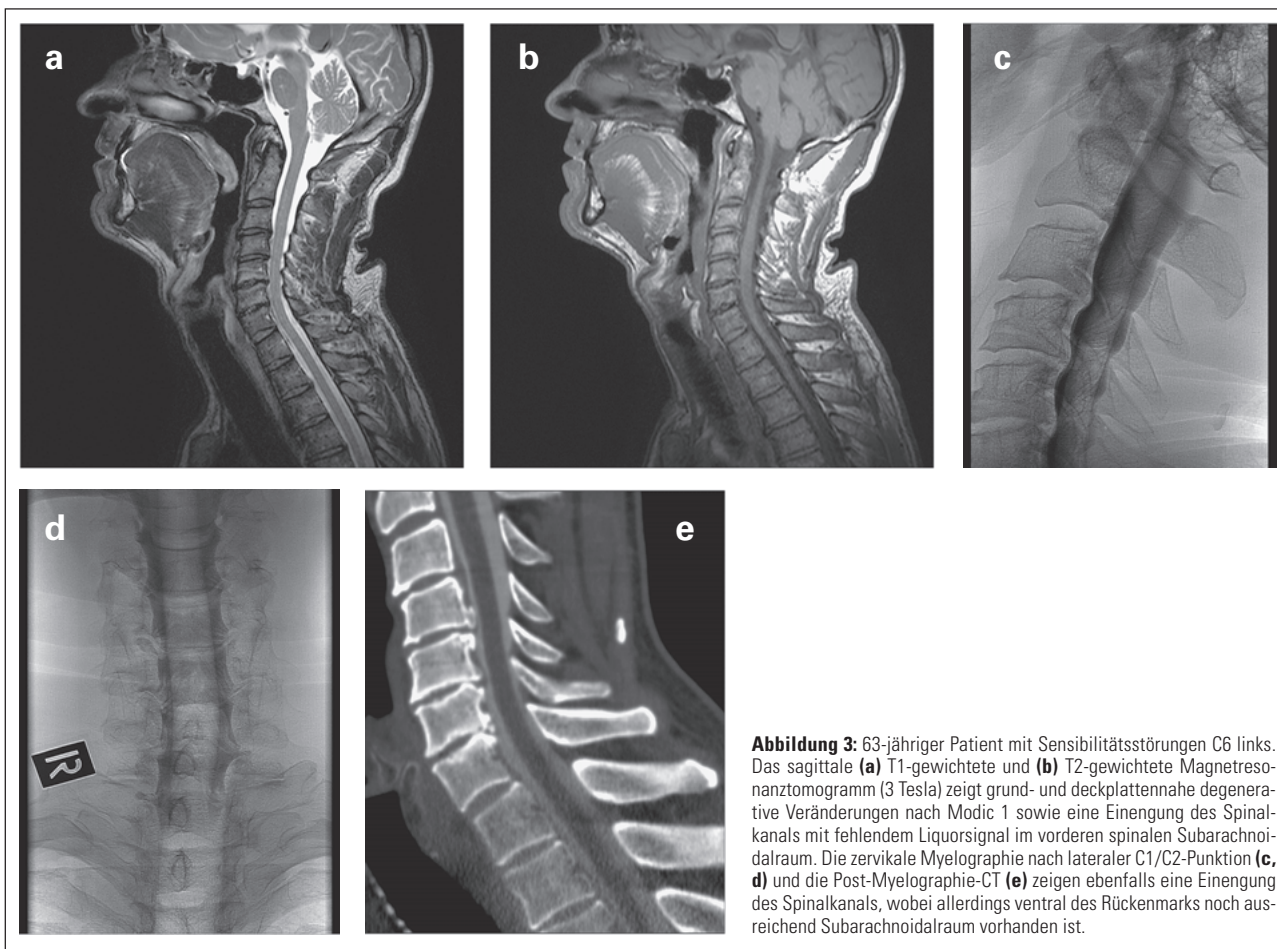 a
b
c
d
R
e
Abbildung 3: 63-jähriger Patient mit Sensibilitätsstörungen C6 links.
Das sagittale (a) T1-gewichtete und (b) T2-gewichtete Magnetreso-
nanztomogramm (3 Tesla) zeigt grund- und deckplattennahe degenera-
tive Veränderungen nach Modic 1 sowie eine Einengung des Spinal-
kanals mit fehlendem Liquorsignal im vorderen spinalen Subarachnoi-
dalraum. Die zervikale Myelographie nach lateraler C1/C2-Punktion (c,
d) und die Post-Myelographie-CT (e) zeigen ebenfalls eine Einengung
des Spinalkanals, wobei allerdings ventral des Rückenmarks noch aus-
reichend Subarachnoidalraum vorhanden ist.